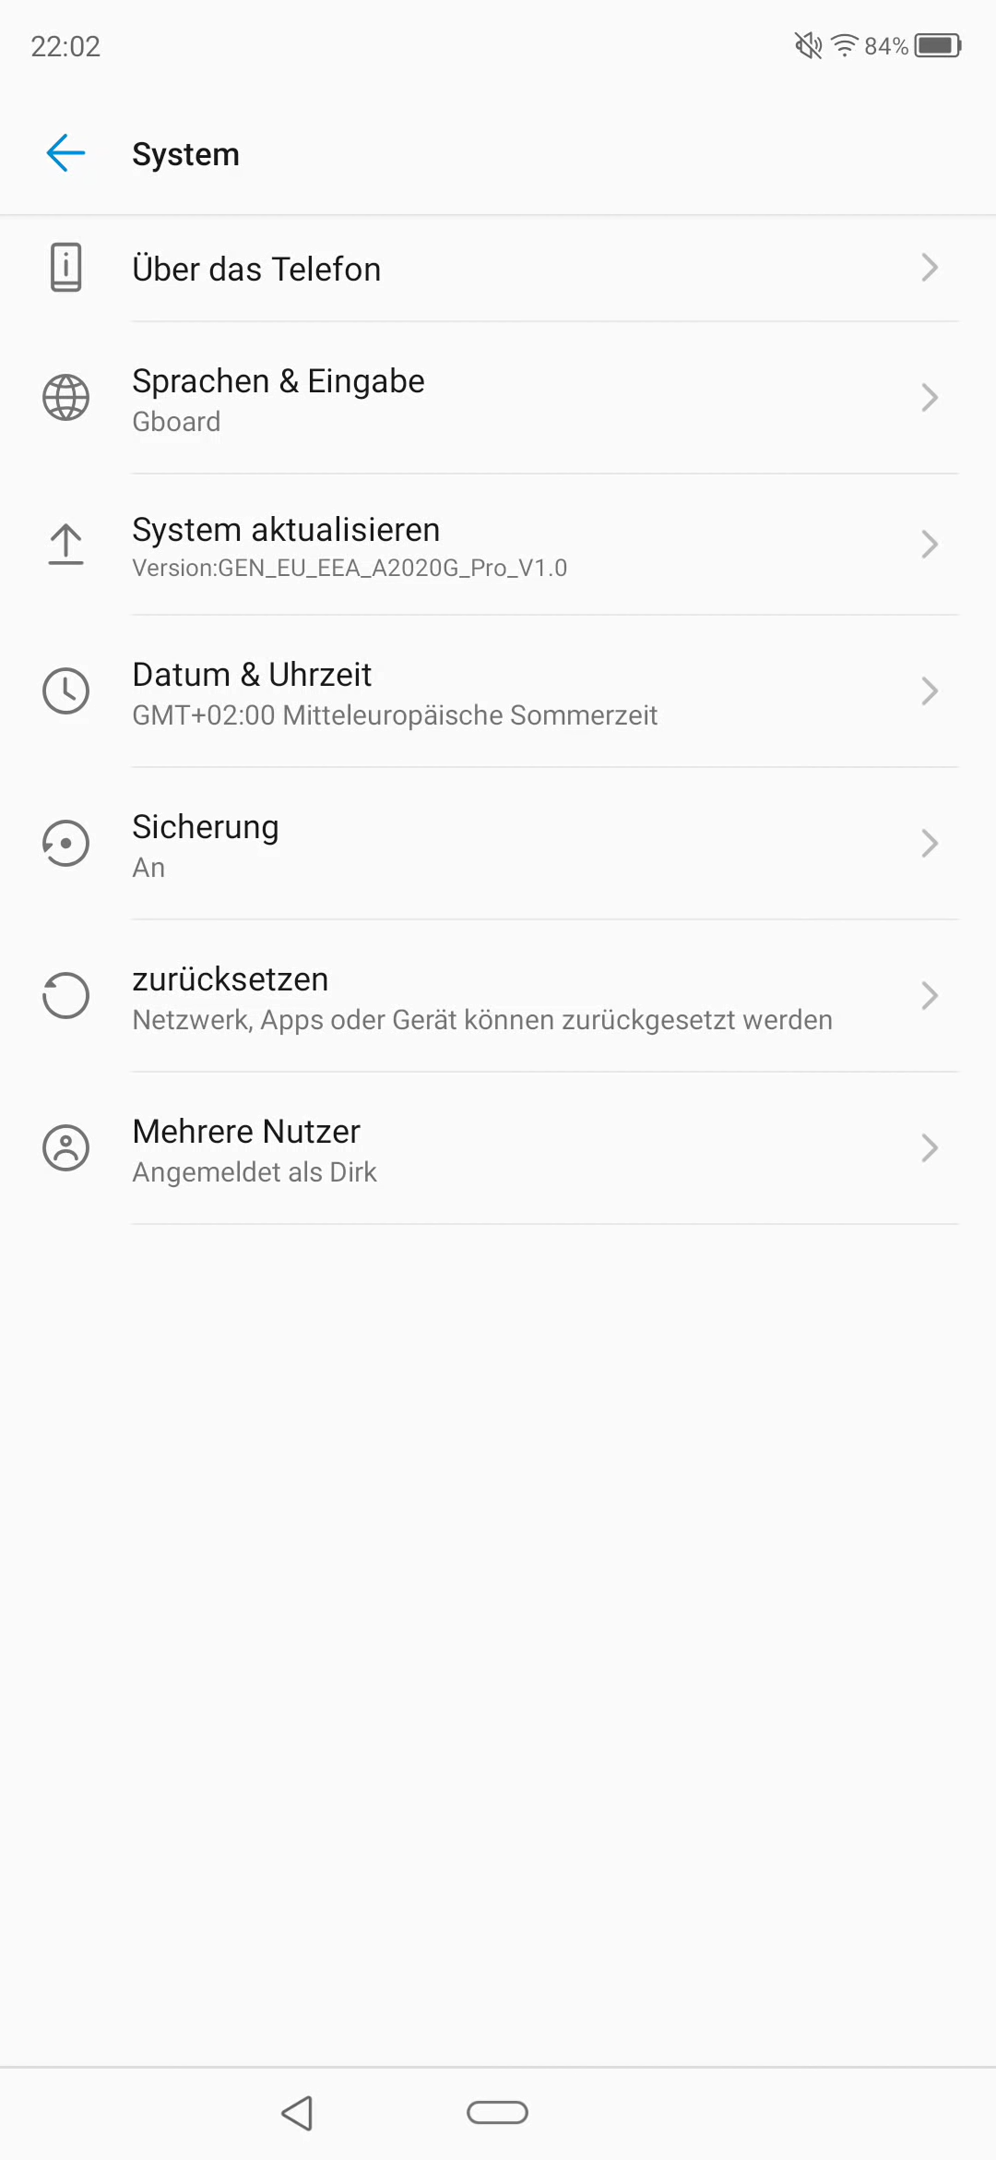 22:02
84%
System
Über das Telefon
Sprachen & Eingabe
Gboard
System aktualisieren
Version:GEN_EU_EEA_A2020G_Pro_V1.0
Datum & Uhrzeit
GMT+02:00 Mitteleuropäische Sommerzeit
Sicherung
An
zurücksetzen
Netzwerk, Apps oder Gerät können zurückgesetzt werden
Mehrere Nutzer
Angemeldet als Dirk